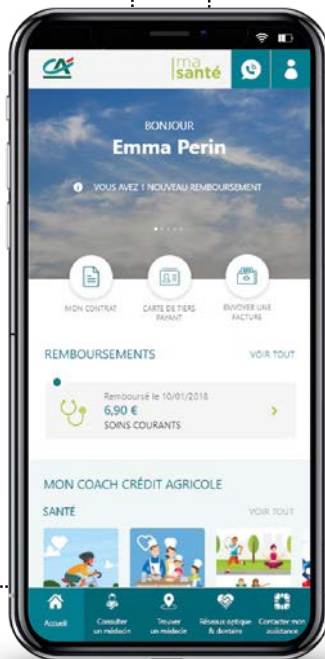 CA
ma
santé
BONJOUR
Emma Perin
VOUS AVEZ 1 NOUVEAU REMBOURSEMENT
MON CONTRAT
CARTE DE TIERS
PAYANT
ENVOYER UNE
FACTURE
REMBOURSEMENTS
VOIR TOUT
Remboursé le 10/01/2018
6,90 €
SOINS COURANTS
MON COACH CRÉDIT AGRICOLE
SANTÉ
VOIR TOUT
Accueil
Consulter
un médecin
Trouver
un médecin
Réseaux optique
& dentaire
Contacter mon
assistance